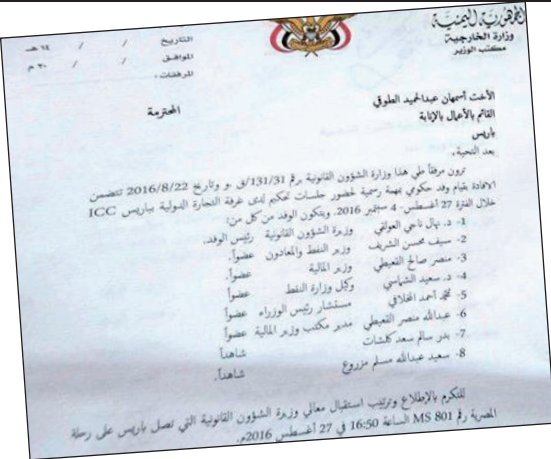 الجمهورية اليمنية
وزارة الخارجية
مكتب الوزير
التاريخ / / ١٤ هـ
الموافق / / ٢٠ م
المرفقات :
الأخت أسمهان عبدالحميد الطوقي المحترمة
القائم بالأعمال بالإنابة
باريس
بعد التحية،
ترون مرفقاً طي هذا وزارة الشؤون القانونية برقم 131/31/ق .و وتاريخ 2016/8/22 تتضمن
الافادة بقيام وفد حكومي بمهمة رسمية لحضور جلسات تحكيم لدى غرفة التجارة الدولية بباريس ICC
خلال الفترة 27 أغسطس- 4 سبتمبر 2016. ويتكون الوفد من كل من:
1- د. نهال ناجي العولقي وزيرة الشؤون القانونية رئيس الوفد.
2- سيف محسن الشريف وزير النفط والمعادن عضواً.
3- منصر صالح القعيطي وزير المالية عضواً.
4- د. سعيد الشماسي وكيل وزارة النفط عضواً
5- محمد أحمد المخلافي مستشار رئيس الوزراء عضواً
6- عبدالله منصر القعيطي مدير مكتب وزير المالية عضواً
7- بدر سالم سعد كلشات شاهداً
8- سعيد عبدالله مسلم مزروع شاهداً.
للتكرم بالإطلاع وترتيب استقبال معالي وزيرة الشؤون القانونية التي تصل باريس على رحلة
المصرية رقم MS 801 الساعة 16:50 في 27 أغسطس 2016م.